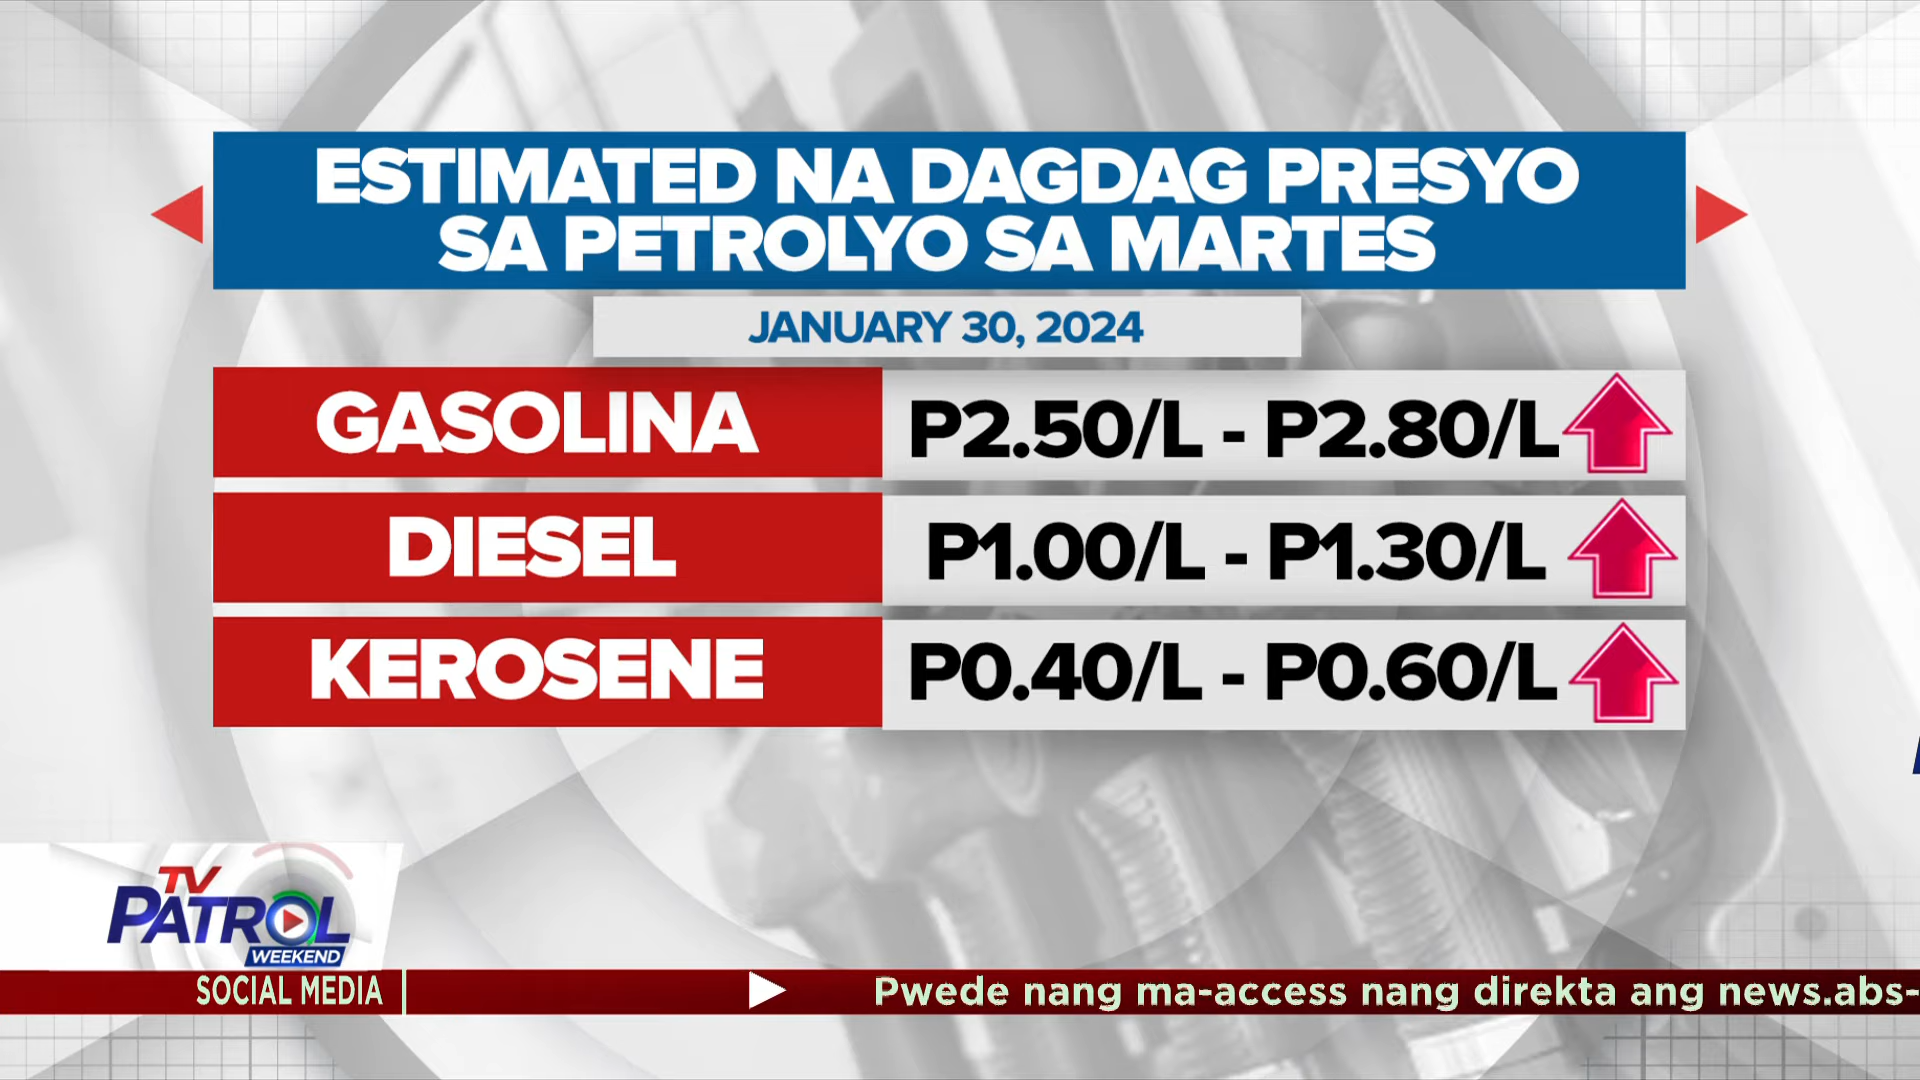 ESTIMATED NA DAGDAG PRESYO
SA PETROLYO SA MARTES
JANUARY 30, 2024
GASOLINA P2.50/L - P2.80/L
DIESEL P1.00/L - P1.30/L
KEROSENE P0.40/L - P0.60/L
TV
PATROL
WEEKEND
SOCIAL MEDIA Pwede nang ma-access nang direkta ang news.abs-